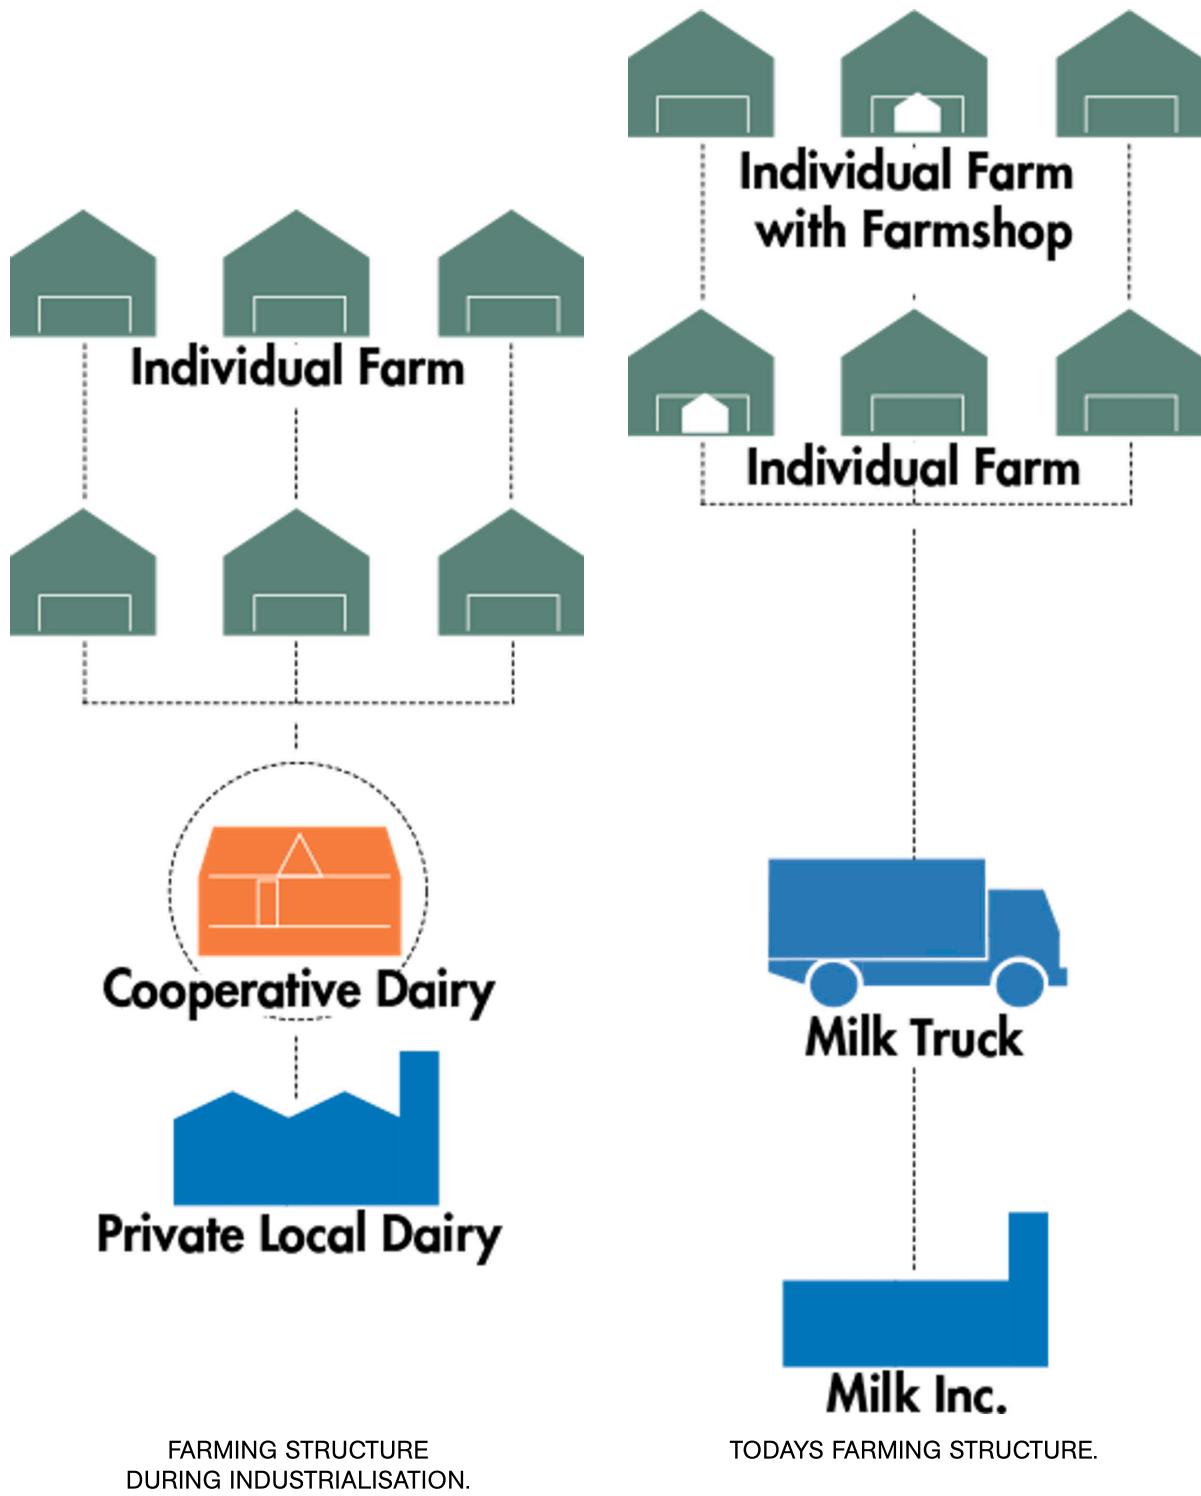 Individual Farm
Cooperative Dairy
Private Local Dairy
FARMING STRUCTURE
DURING INDUSTRIALISATION.
Individual Farm
with Farmshop
Individual Farm
Milk Truck
Milk Inc.
TODAYS FARMING STRUCTURE.